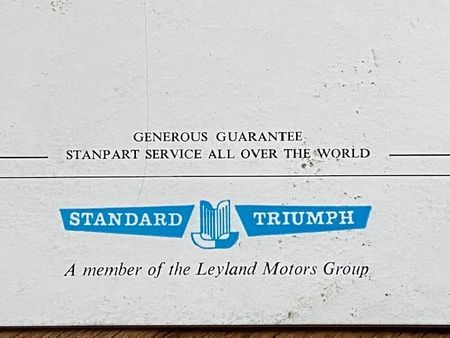 GENEROUS GUARANTEE
STANPART SERVICE ALL OVER THE WORLD
STANDARD TRIUMPH
A member of the Leyland Motors Group